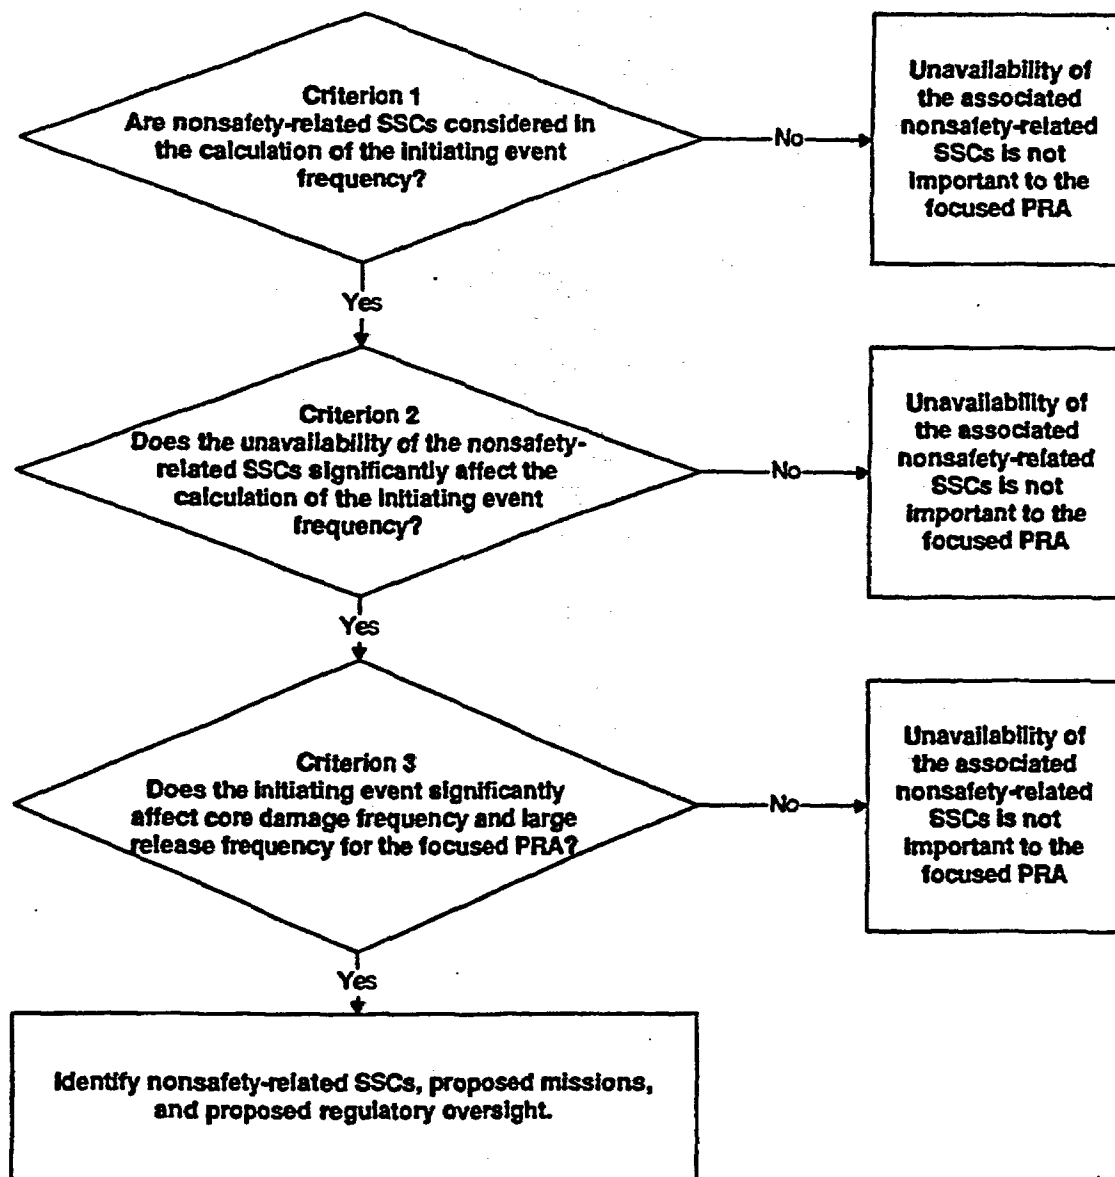 Criterion 1
Are nonsafety-related SSCs considered in
the calculation of the initiating event
frequency?
No
Unavailability of
the associated
nonsafety-related
SSCs is not
important to the
focused PRA
Yes
Criterion 2
Does the unavailability of the nonsafety-
related SSCs significantly affect the
calculation of the initiating event
frequency?
No
Unavailability of
the associated
nonsafety-related
SSCs is not
important to the
focused PRA
Yes
Criterion 3
Does the initiating event significantly
affect core damage frequency and large
release frequency for the focused PRA?
No
Unavailability of
the associated
nonsafety-related
SSCs is not
important to the
focused PRA
Yes
Identify nonsafety-related SSCs, proposed missions,
and proposed regulatory oversight.